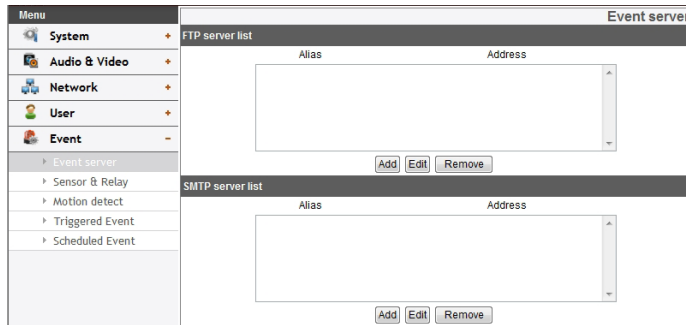 Menu
System +
Audio & Video +
Network +
User +
Event -
Event server
Sensor & Relay
Motion detect
Triggered Event
Scheduled Event
Event server
FTP server list
Alias Address
Add Edit Remove
SMTP server list
Alias Address
Add Edit Remove